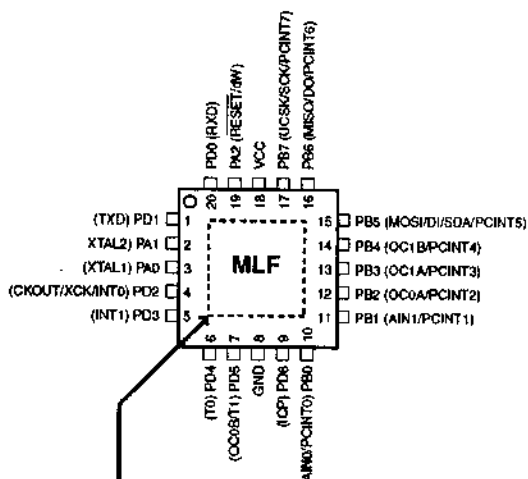 PD0 (RXD)
PA2 (RESET/dW)
VCC
PB7 (UCSK/SCK/PCINT7)
PB6 (MISO/DO/PCINT6)
20
19
18
17
16
(TXD) PD1
1
XTAL2) PA1
2
(XTAL1) PA0
3
(CKOUT/XCK/INT0) PD2
4
(INT1) PD3
5
MLF
15
PB5 (MOSI/DI/SDA/PCINT5)
14
PB4 (OC1B/PCINT4)
13
PB3 (OC1A/PCINT3)
12
PB2 (OC0A/PCINT2)
11
PB1 (AIN1/PCINT1)
6
7
8
9
10
(T0) PD4
(OC0B/T1) PD5
GND
(ICP) PD6
AIN0/PCINT0) PB0